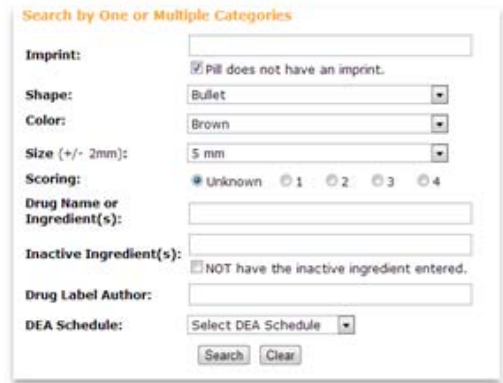 Search by One or Multiple Categories
Imprint:
Pill does not have an imprint.
Shape: Bullet
Color: Brown
Size (+/- 2mm): 5 mm
Scoring: Unknown 1 2 3 4
Drug Name or
Ingredient(s):
Inactive Ingredient(s):
NOT have the inactive ingredient entered.
Drug Label Author:
DEA Schedule: Select DEA Schedule
Search Clear